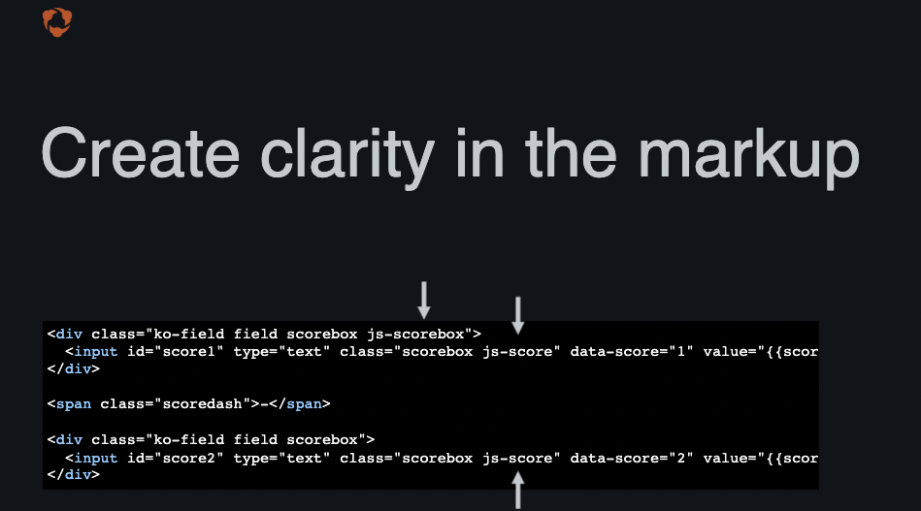 Create clarity in the markup
<div class="ko-field field scorebox js-scorebox">
<input id="score1" type="text" class="scorebox js-score" data-score="1" value="{{scor
</div>
<span class="scoredash">-</span>
<div class="ko-field field scorebox">
<input id="score2" type="text" class="scorebox js-score" data-score="2" value="{{scor
</div>